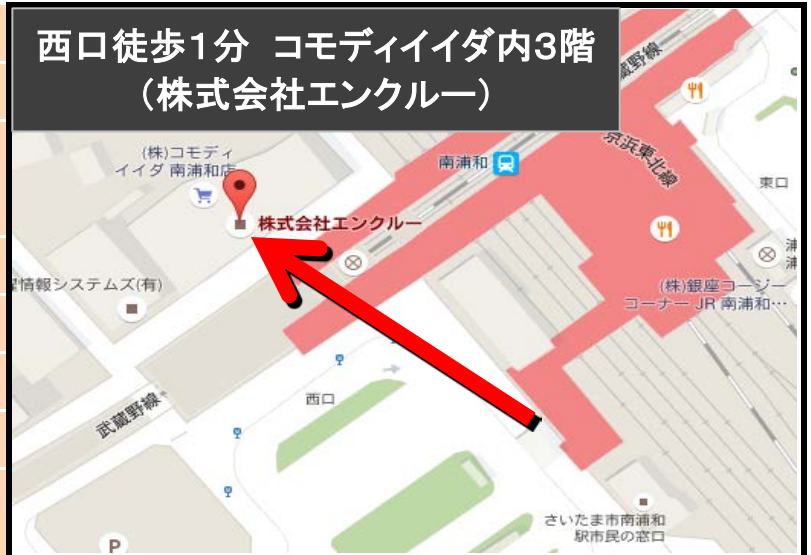 西口徒歩１分 コモディイイダ内３階
（株式会社エンクルー）
蔵野線
京浜東北線
(株)コモディ
イイダ 南浦和店
南浦和
東口
株式会社エンクルー
情報システムズ(有)
(株)銀座コージー
コーナー JR 南浦和…
浦
浦
武蔵野線
西口
さいたま市南浦和
駅市民の窓口
P